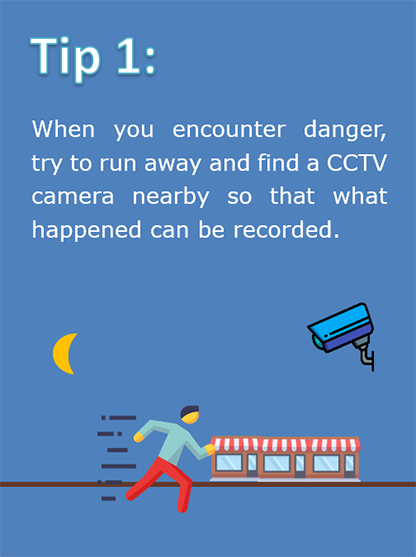 Tip 1:
When you encounter danger,
try to run away and find a CCTV
camera nearby so that what
happened can be recorded.